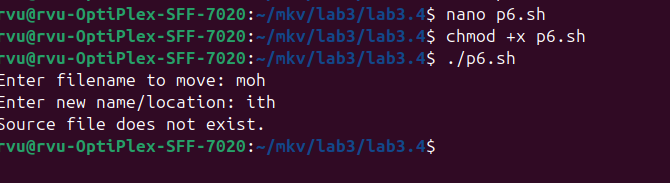 rvu@rvu-OptiPlex-SFF-7020:~/mkv/lab3/lab3.4$ nano p6.sh
rvu@rvu-OptiPlex-SFF-7020:~/mkv/lab3/lab3.4$ chmod +x p6.sh
rvu@rvu-OptiPlex-SFF-7020:~/mkv/lab3/lab3.4$ ./p6.sh
Enter filename to move: moh
Enter new name/location: ith
Source file does not exist.
rvu@rvu-OptiPlex-SFF-7020:~/mkv/lab3/lab3.4$